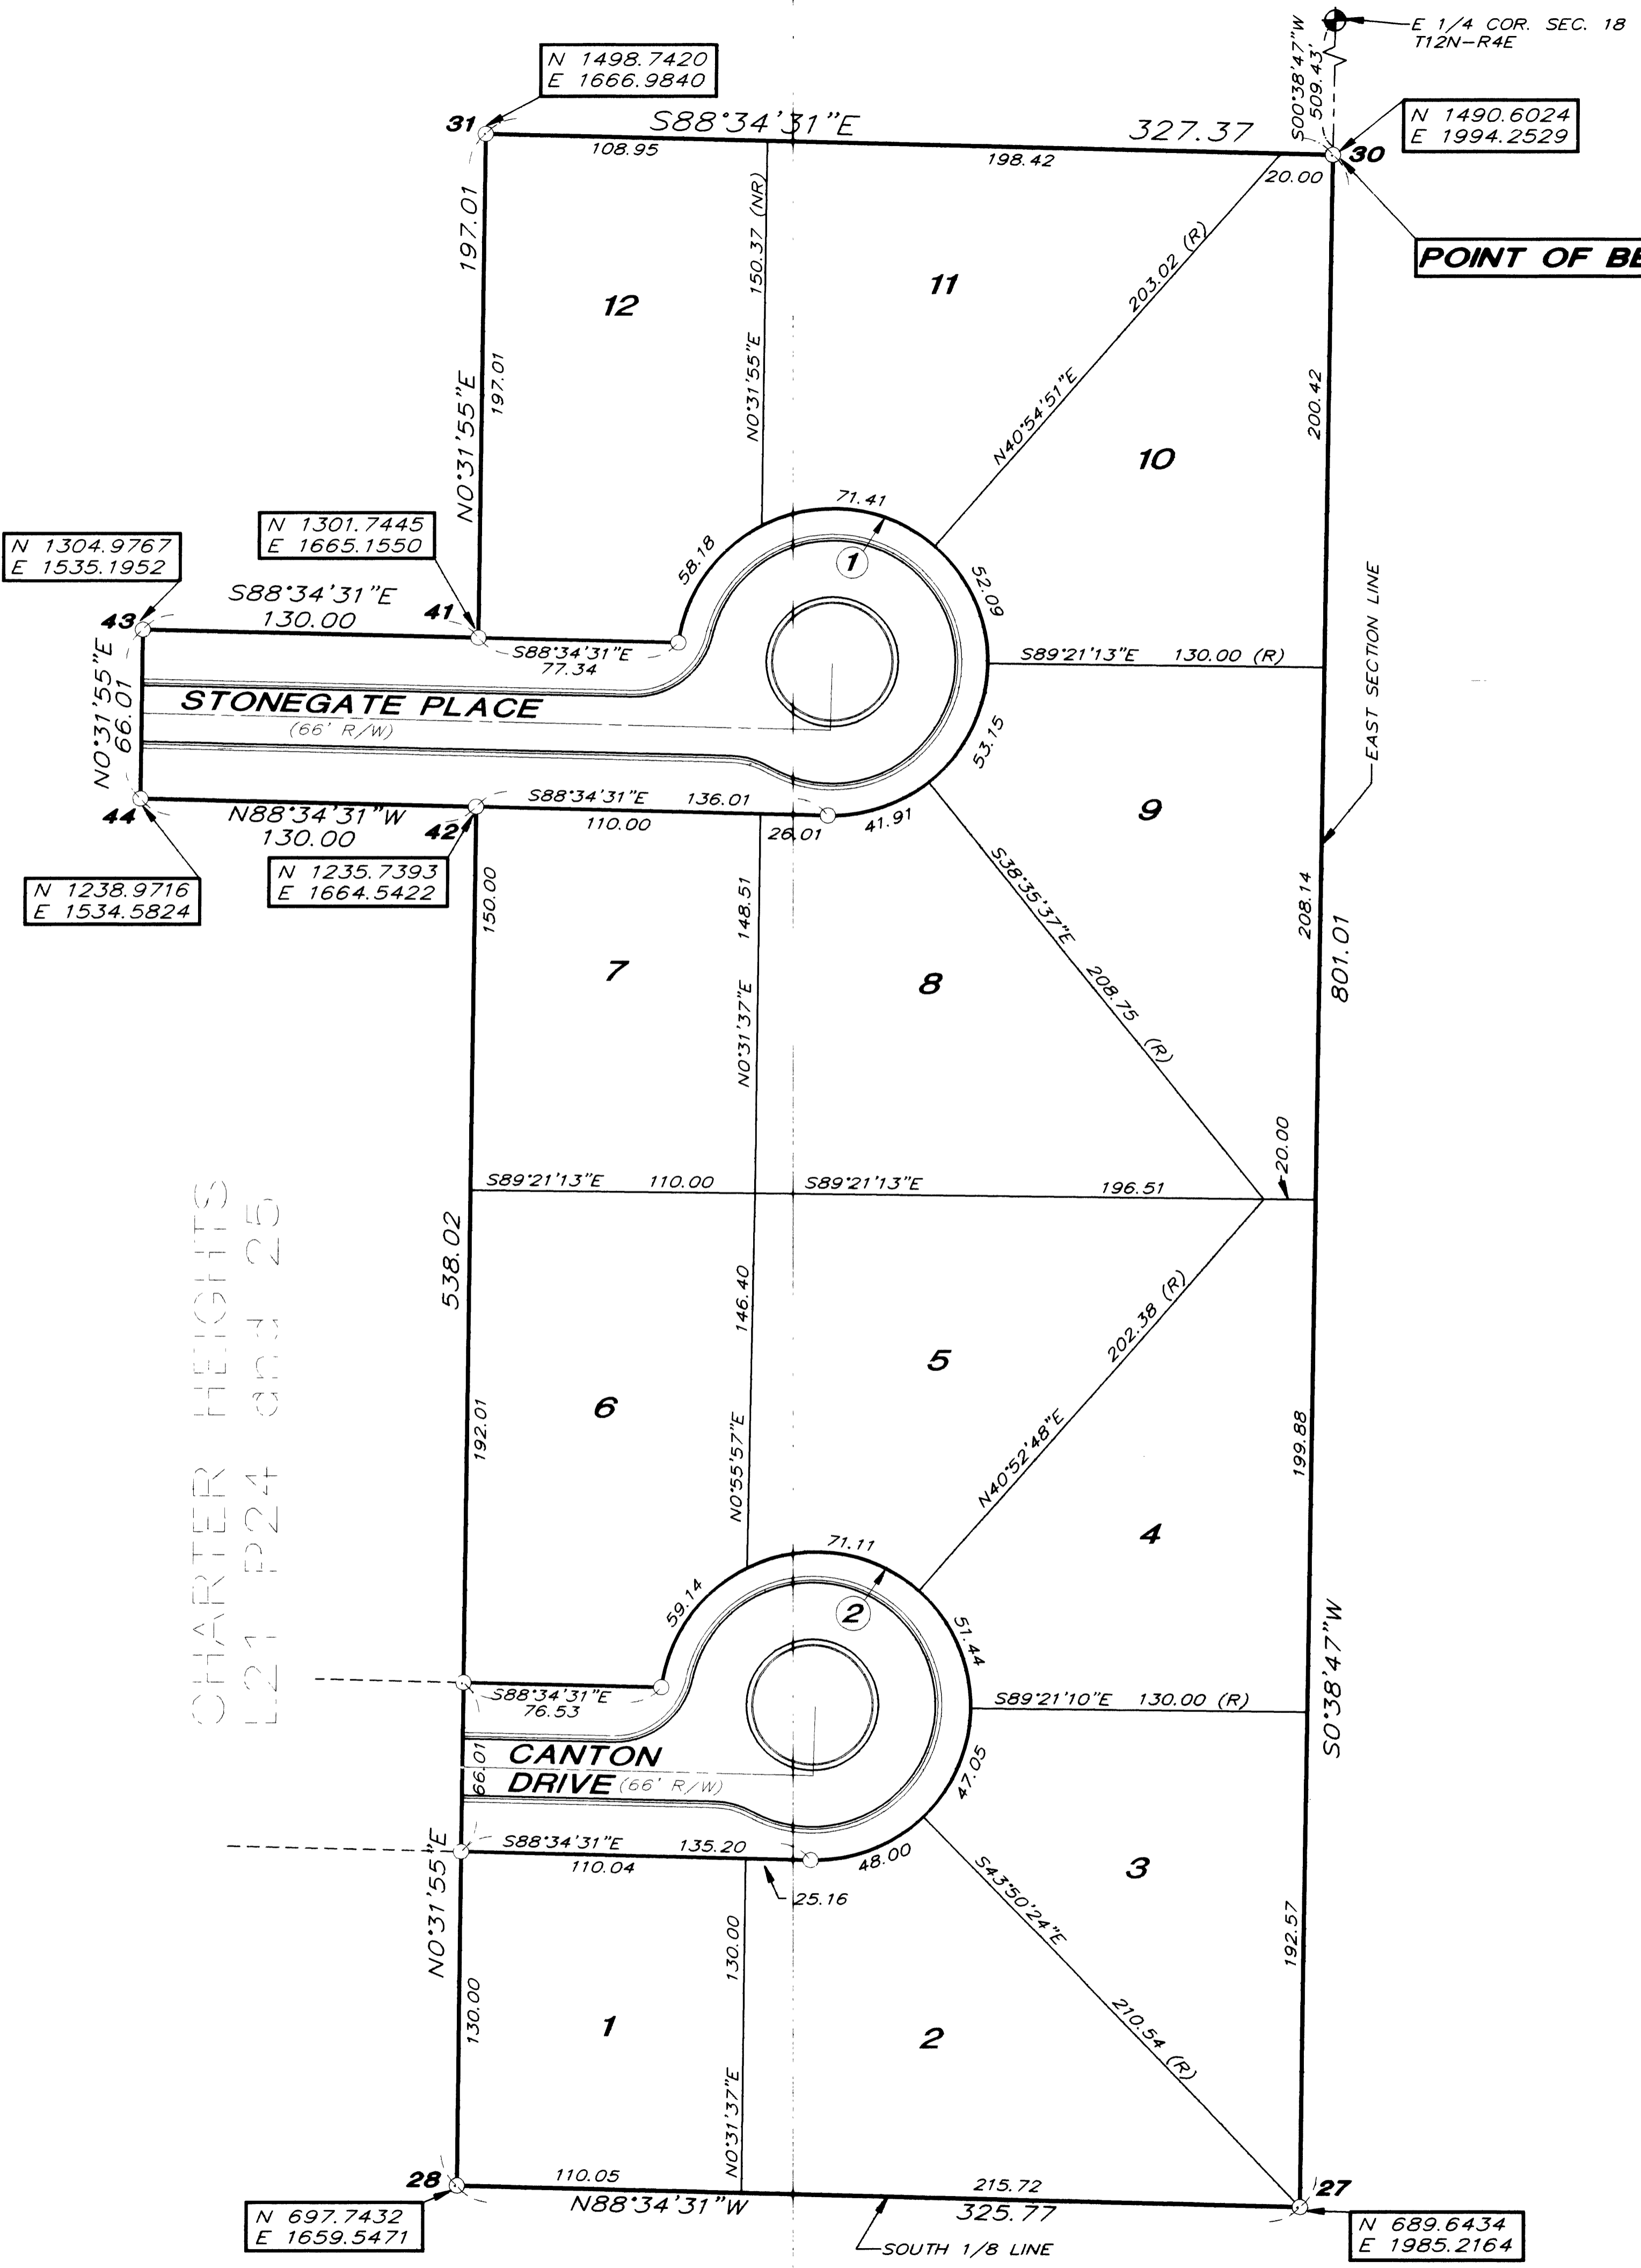 E 1/4 COR. SEC. 18
T12N-R4E
S00°38'47"W
509.43'
N 1498.7420
E 1666.9840
31
S88°34'31"E
327.37
N 1490.6024
E 1994.2529
30
108.95
198.42
20.00
POINT OF BE
197.01
N0°31'55"E
197.01
12
150.37 (NR)
N0°31'55"E
11
203.02 (R)
N40°54'51"E
10
200.42
71.41
58.18
1
52.09
N 1301.7445
E 1665.1550
N 1304.9767
E 1535.1952
S88°34'31"E
130.00
43
41
S88°34'31"E
77.34
S89°21'13"E 130.00 (R)
EAST SECTION LINE
N0°31'55"E
66.01
STONEGATE PLACE
(66' R/W)
53.15
44
N88°34'31"W
130.00
42
S88°34'31"E 136.01
110.00
26.01
41.91
9
N 1235.7393
E 1664.5422
N 1238.9716
E 1534.5824
150.00
148.51
N0°31'37"E
7
8
S38°35'37"E
208.75 (R)
208.14
801.01
20.00
S89°21'13"E 110.00
S89°21'13"E 196.51
538.02
CHARTER HEIGHTS
L21 P24 and 25
146.40
N0°55'57"E
192.01
6
5
202.38 (R)
N40°52'48"E
199.88
4
71.11
59.14
2
51.44
S88°34'31"E
76.53
S89°21'10"E 130.00 (R)
S0°38'47"W
66.01
CANTON
DRIVE (66' R/W)
47.05
S88°34'31"E 135.20
110.04
25.16
48.00
N0°31'55"E
130.00
130.00
N0°31'37"E
1
2
3
S43°50'24"E
210.54 (R)
192.57
28
110.05
N88°34'31"W
215.72
325.77
27
N 697.7432
E 1659.5471
SOUTH 1/8 LINE
N 689.6434
E 1985.2164